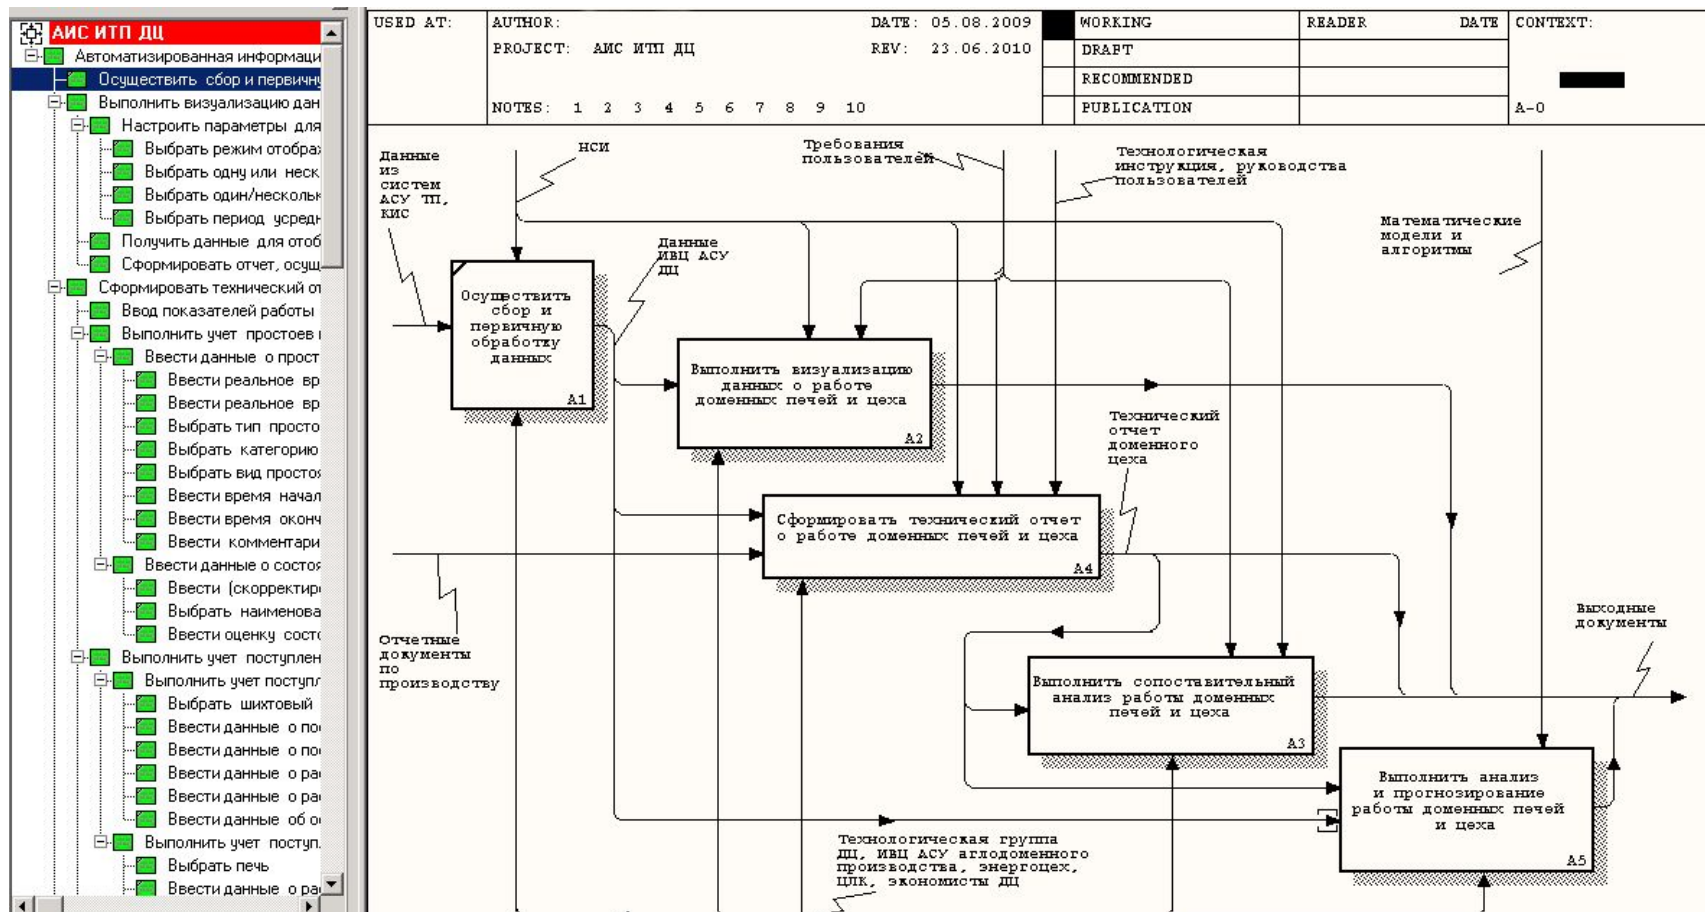 АИС ИТП ДЦ
Автоматизированная информаци
Осуществить сбор и первичну
Выполнить визуализацию дан
Настроить параметры для
Выбрать режим отображ
Выбрать одну или неск
Выбрать один/нескольк
Выбрать период усредн
Получить данные для отоб
Сформировать отчет, осущ
Сформировать технический от
Ввод показателей работы
Выполнить учет простоев
Ввести данные о прост
Ввести реальное вр
Ввести реальное вр
Выбрать тип просто
Выбрать категорию
Выбрать вид простоя
Ввести время начал
Ввести время оконч
Ввести комментари
Ввести данные о состоя
Ввести (скорректир
Выбрать наименова
Ввести оценку состо
Выполнить учет поступлен
Выполнить учет поступл
Выбрать шихтовый
Ввести данные о по
Ввести данные о по
Ввести данные о ра
Ввести данные о ра
Ввести данные об о
Выполнить учет поступ
Выбрать печь
Ввести данные о ра
USED AT:
AUTHOR:
DATE: 05.08.2009
PROJECT: АИС ИТП ДЦ
REV: 23.06.2010
NOTES: 1 2 3 4 5 6 7 8 9 10
WORKING
DRAFT
RECOMMENDED
PUBLICATION
READER DATE
CONTEXT:
A-0
Данные
из
систем
АСУ ТП,
КИС
НСИ
Требования
пользователей
Технологическая
инструкция, руководства
пользователей
Математические
модели и
алгоритмы
Данные
ИВЦ АСУ
ДЦ
Осуществить
сбор и
первичную
обработку
данных
A1
Выполнить визуализацию
данных о работе
доменных печей и цеха
A2
Технический
отчет
доменного
цеха
Сформировать технический отчет
о работе доменных печей и цеха
A4
Отчетные
документы
по
производству
Выходные
документы
Выполнить сопоставительный
анализ работы доменных
печей и цеха
A3
Выполнить анализ
и прогнозирование
работы доменных печей
и цеха
A5
Технологическая группа
ДЦ, ИВЦ АСУ аглодоменного
производства, энергоцех,
ЦЛК, экономисты ДЦ